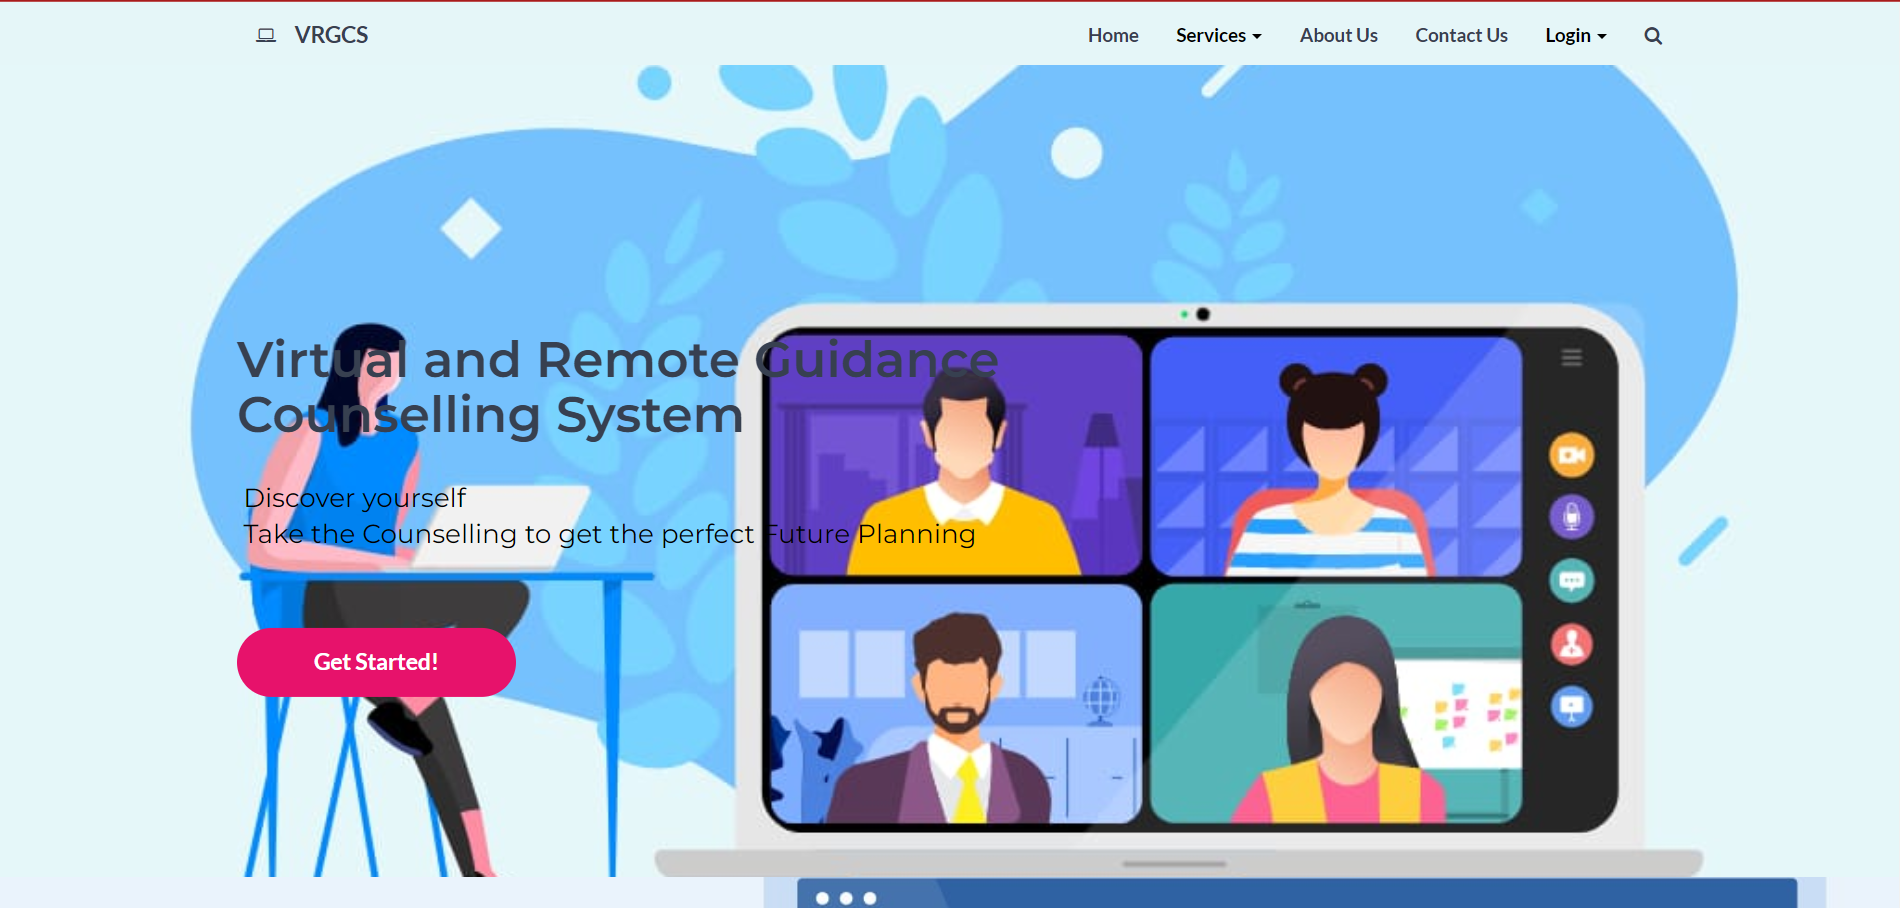 VRGCS
Home Services About Us Contact Us Login
Virtual and Remote Guidance
Counselling System
Discover yourself
Take the Counselling to get the perfect Future Planning
Get Started!